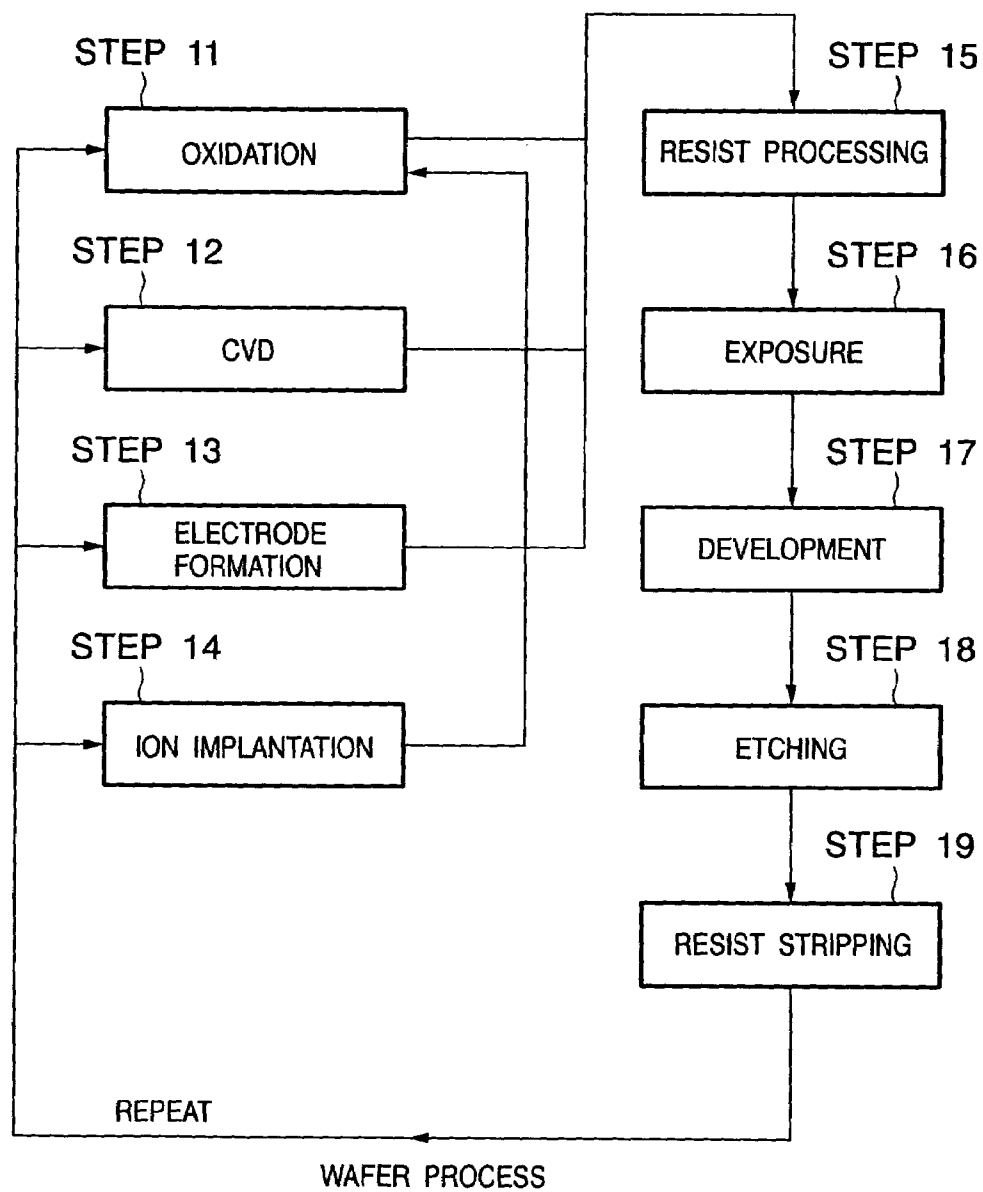 STEP 11
OXIDATION
STEP 12
CVD
STEP 13
ELECTRODE
FORMATION
STEP 14
ION IMPLANTATION
STEP 15
RESIST PROCESSING
STEP 16
EXPOSURE
STEP 17
DEVELOPMENT
STEP 18
ETCHING
STEP 19
RESIST STRIPPING
REPEAT
WAFER PROCESS